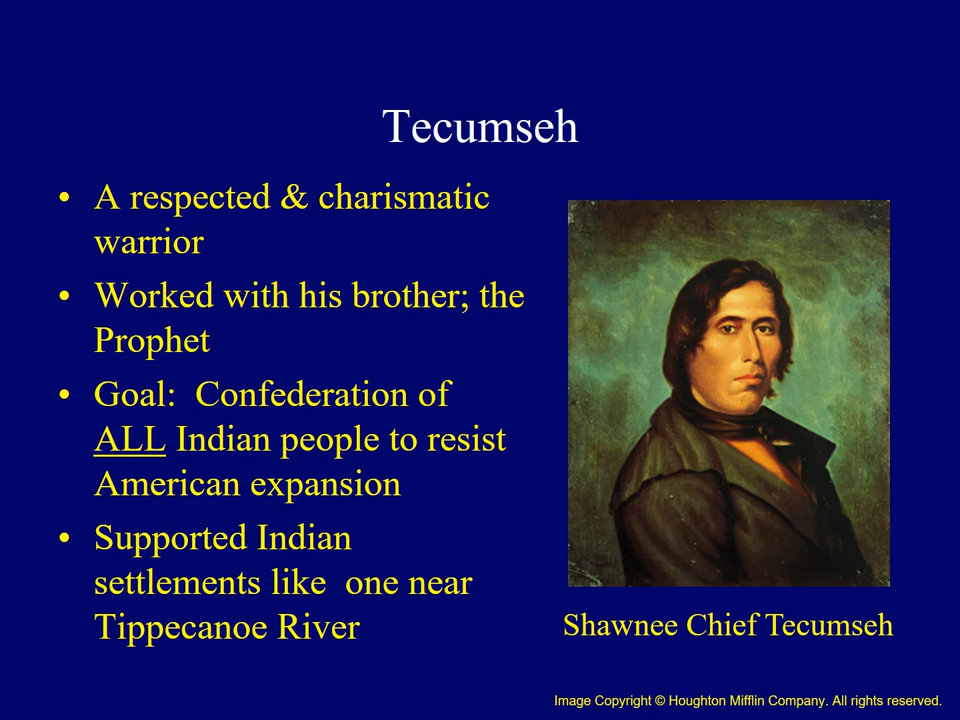 Tecumseh
• A respected & charismatic
warrior
• Worked with his brother; the
Prophet
• Goal:  Confederation of
ALL Indian people to resist
American expansion
• Supported Indian
settlements like  one near
Tippecanoe River
Shawnee Chief Tecumseh
Image Copyright © Houghton Mifflin Company. All rights reserved.